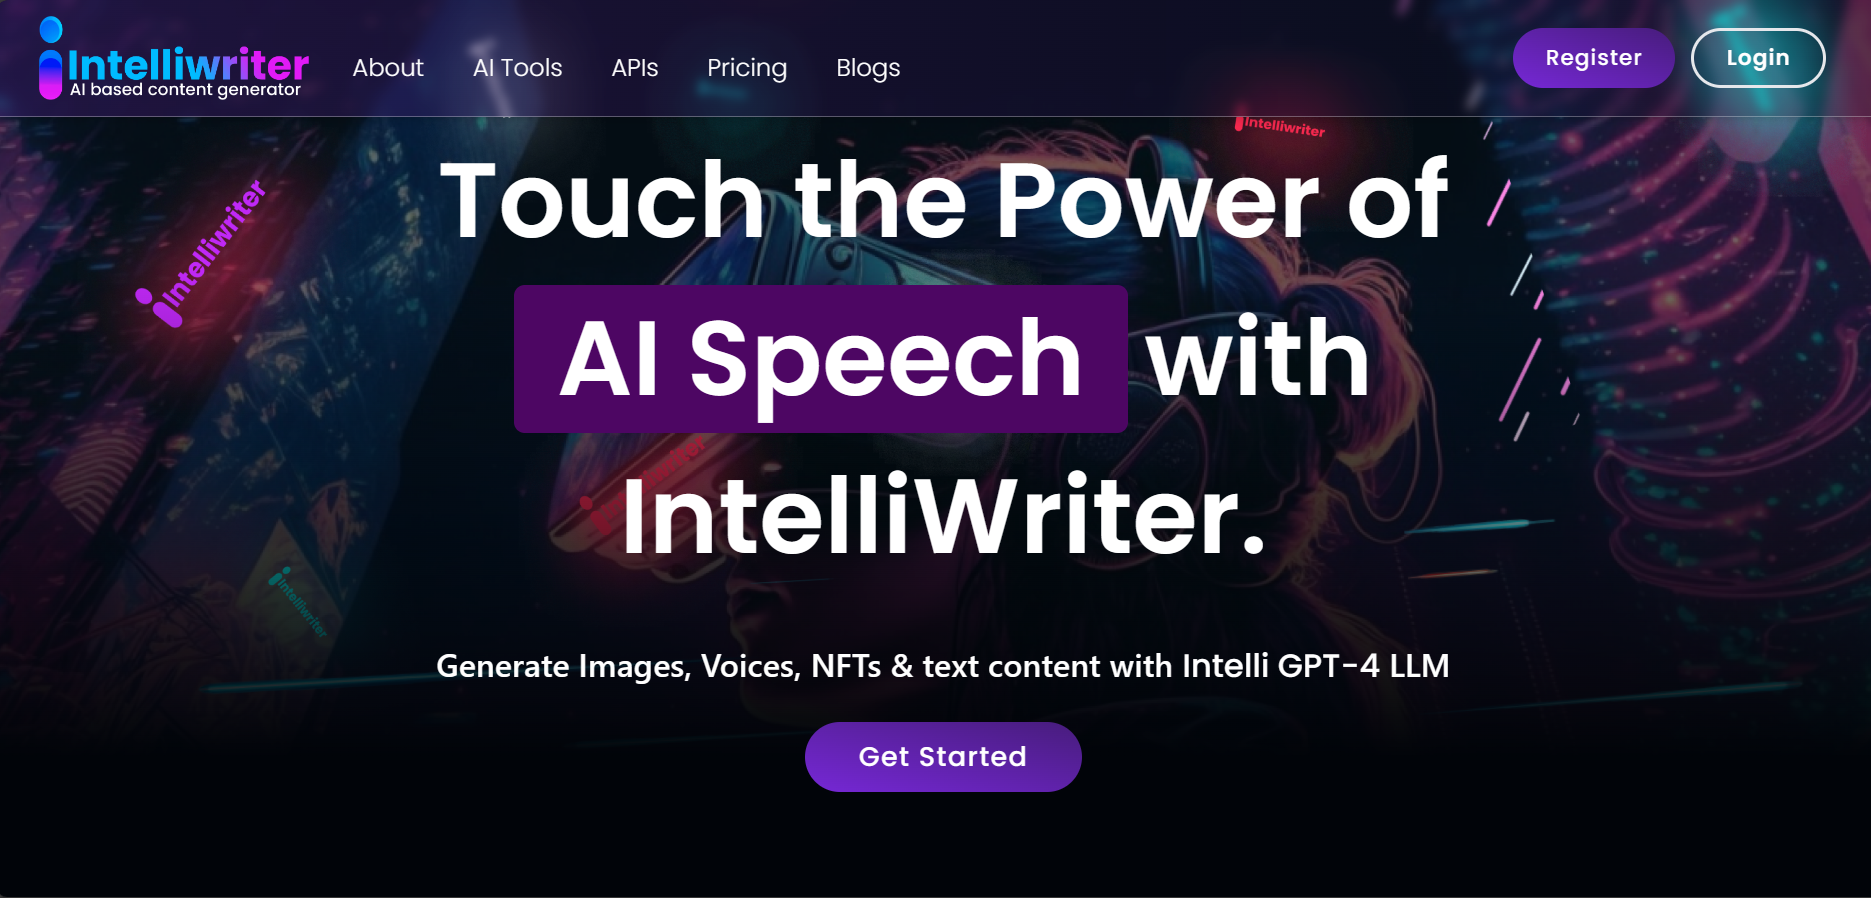 Intelliwriter
AI based content generator
About
AI Tools
APIs
Pricing
Blogs
Register
Login
Intelliwriter
Intelliwriter
Touch the Power of
AI Speech with
Intelliwriter
IntelliWriter.
Intelliwriter
Generate Images, Voices, NFTs & text content with Intelli GPT-4 LLM
Get Started